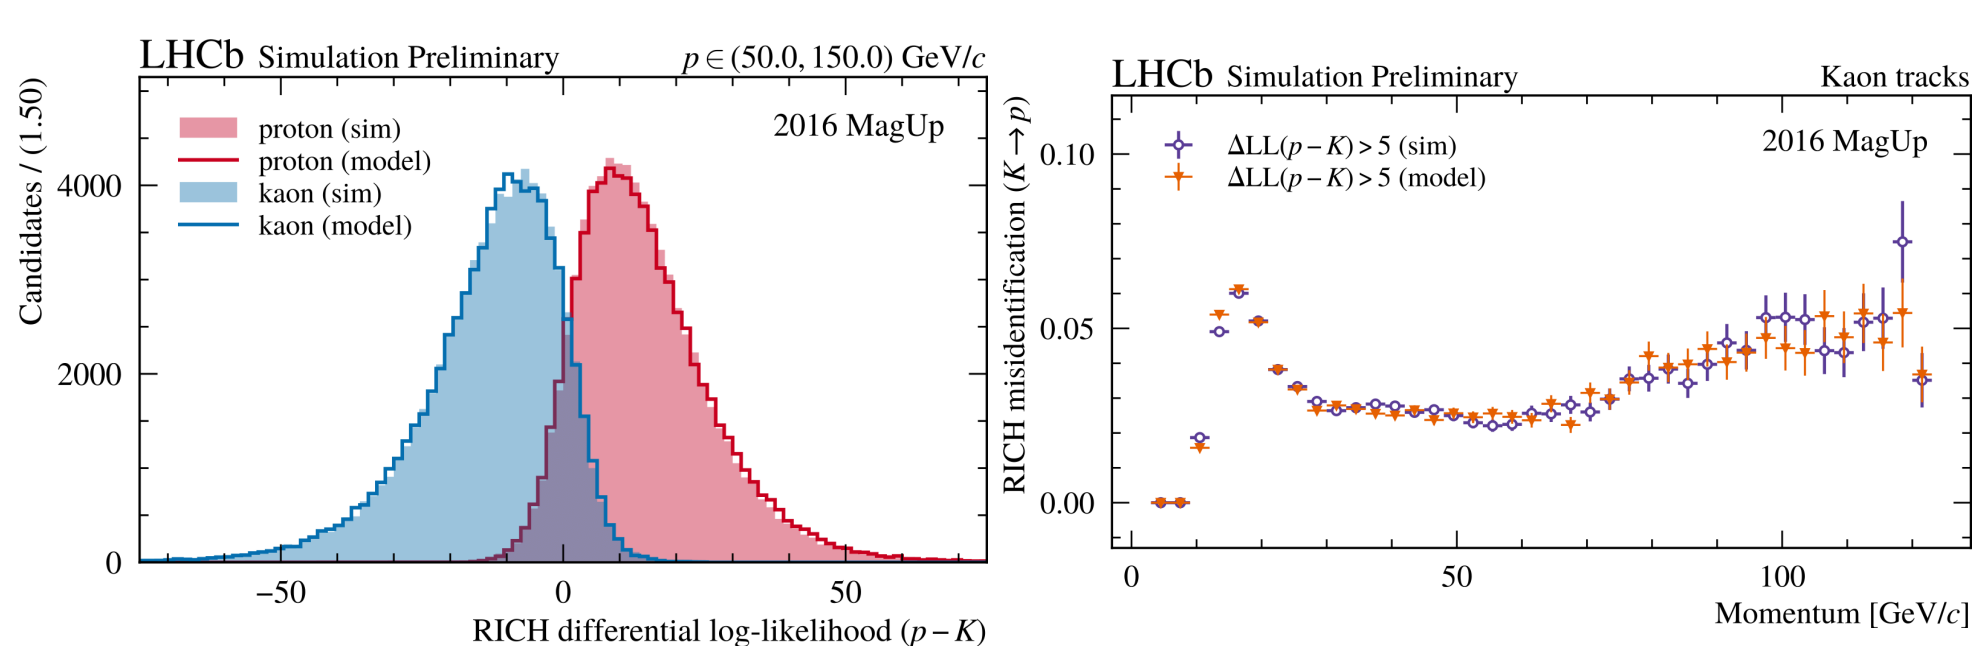 LHCb Simulation Preliminary p ∈ (50.0, 150.0) GeV/c
Candidates / (1.50)
proton (sim)
proton (model)
kaon (sim)
kaon (model)
2016 MagUp
4000
2000
0
−50 0 50
RICH differential log-likelihood (p − K)
LHCb Simulation Preliminary Kaon tracks
RICH misidentification (K → p)
ΔLL(p − K) > 5 (sim)
ΔLL(p − K) > 5 (model)
2016 MagUp
0.10
0.05
0.00
0 50 100
Momentum [GeV/c]